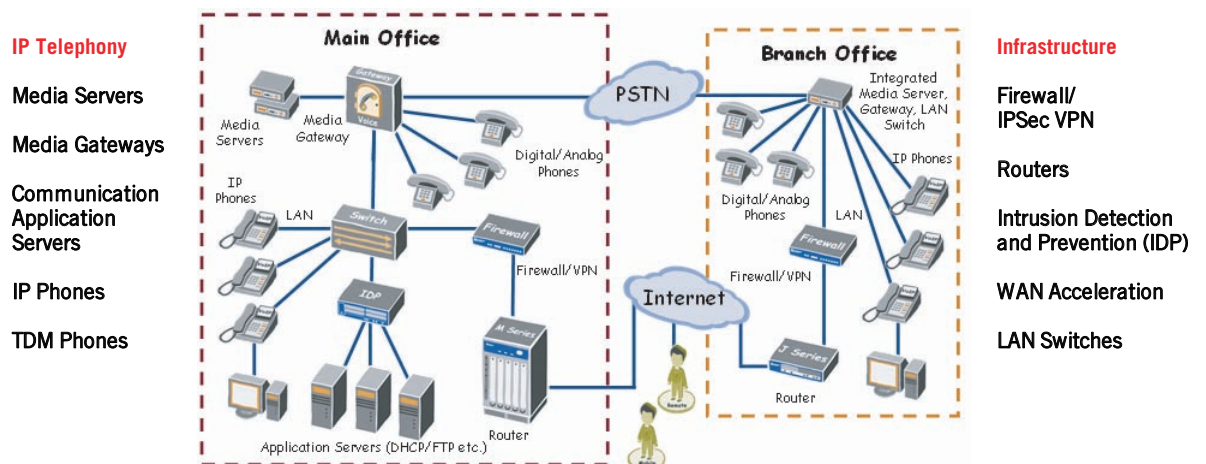 IP Telephony
Media Servers
Media Gateways
Communication
Application
Servers
IP Phones
TDM Phones
Main Office
Gateway
Voice
Media
Servers
Media
Gateway
Digital/Analog
Phones
IP
Phones
LAN
Switch
Firewall
Firewall/VPN
IDP
M Series
Router
Application Servers (DHCP/FTP etc.)
PSTN
Internet
Remote
Mobile
Branch Office
Integrated
Media Server,
Gateway, LAN
Switch
IP Phones
Digital/Analog
Phones
LAN
Firewall
Firewall/VPN
J Series
Router
Infrastructure
Firewall/
IPSec VPN
Routers
Intrusion Detection
and Prevention (IDP)
WAN Acceleration
LAN Switches